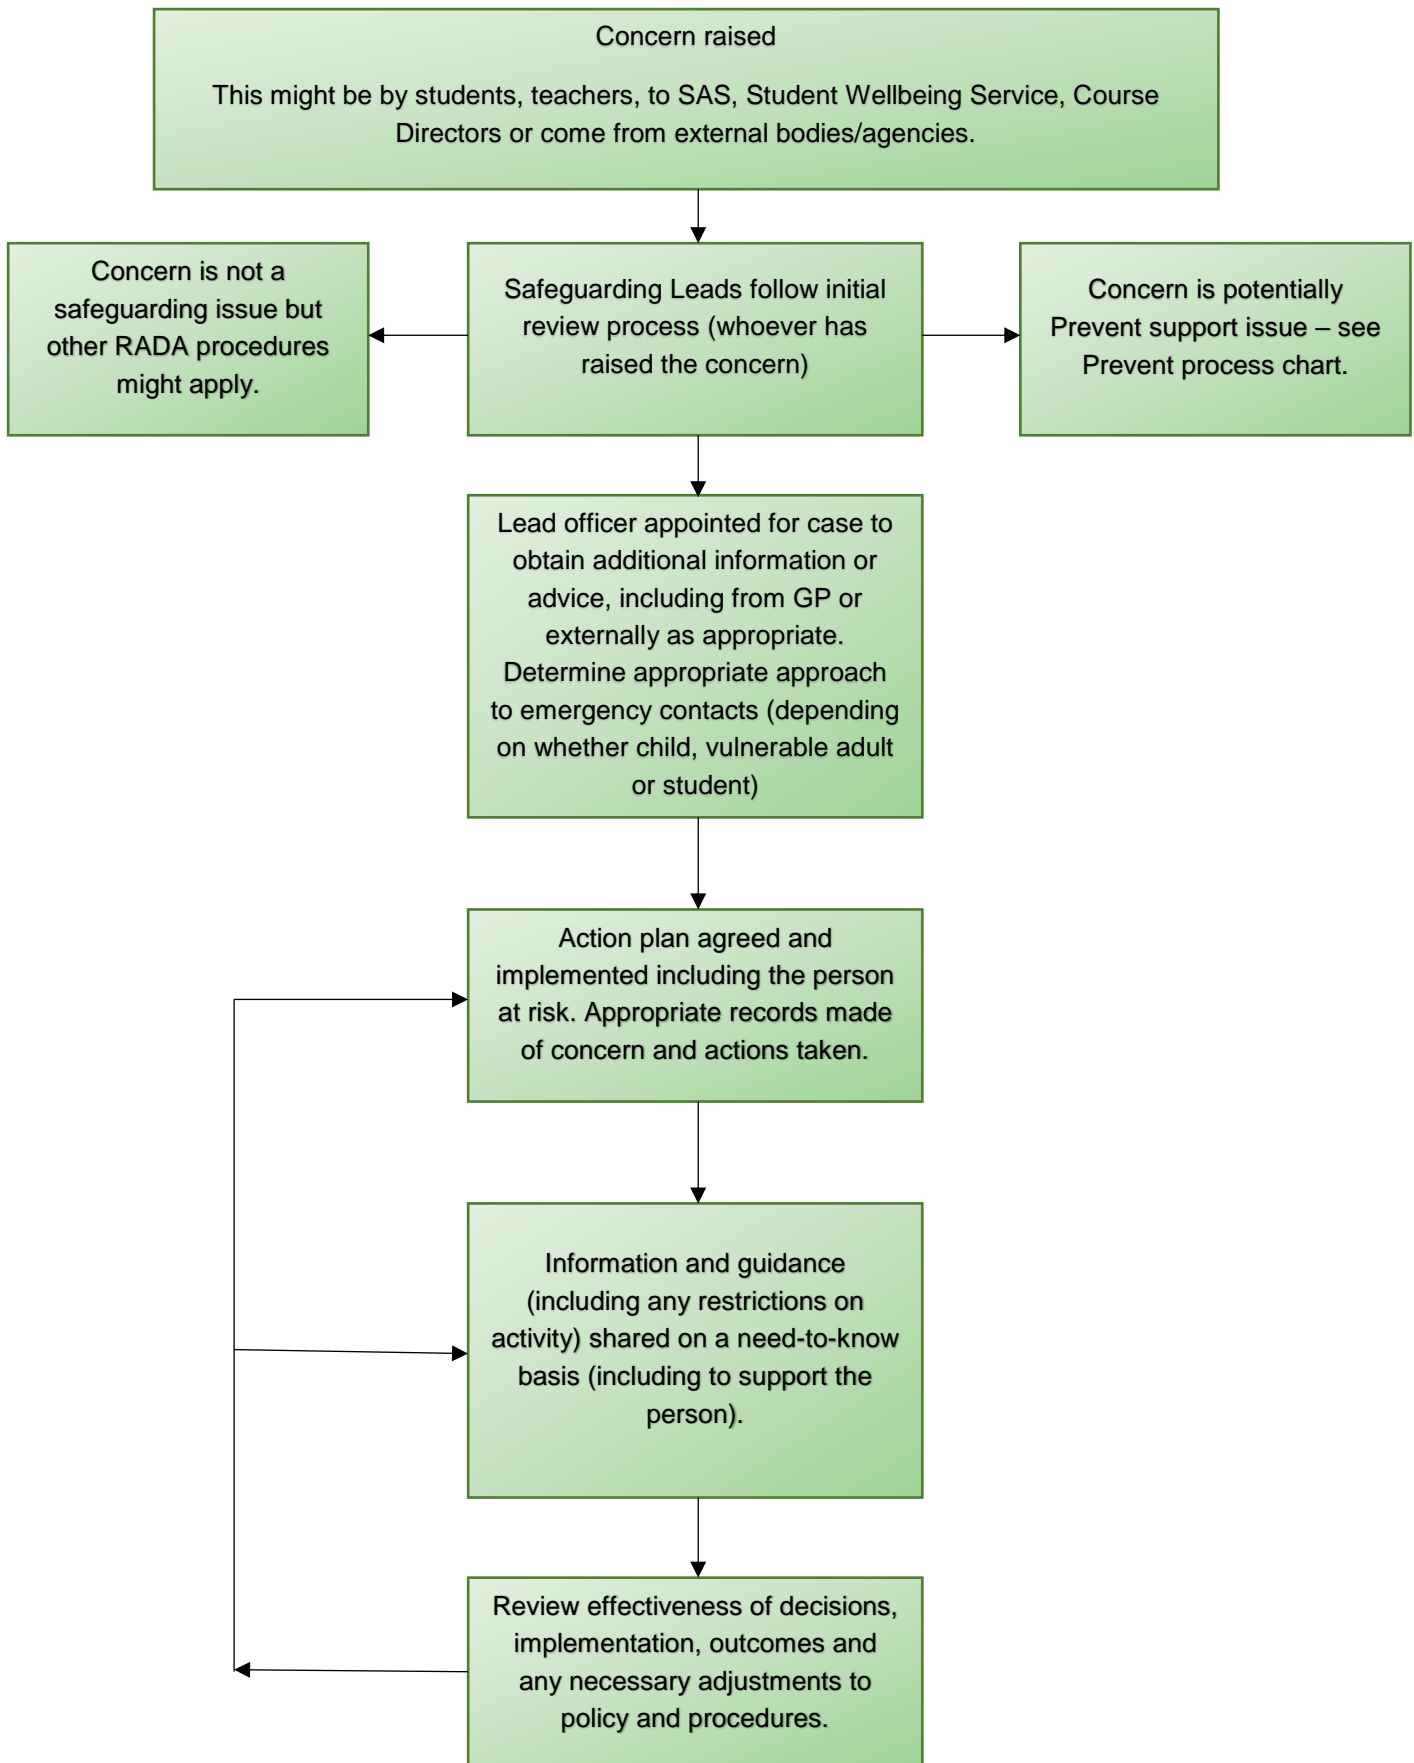 Concern raised
This might be by students, teachers, to SAS, Student Wellbeing Service, Course
Directors or come from external bodies/agencies.
Concern is not a
safeguarding issue but
other RADA procedures
might apply.
Safeguarding Leads follow initial
review process (whoever has
raised the concern)
Concern is potentially
Prevent support issue – see
Prevent process chart.
Lead officer appointed for case to
obtain additional information or
advice, including from GP or
externally as appropriate.
Determine appropriate approach
to emergency contacts (depending
on whether child, vulnerable adult
or student)
Action plan agreed and
implemented including the person
at risk. Appropriate records made
of concern and actions taken.
Information and guidance
(including any restrictions on
activity) shared on a need-to-know
basis (including to support the
person).
Review effectiveness of decisions,
implementation, outcomes and
any necessary adjustments to
policy and procedures.